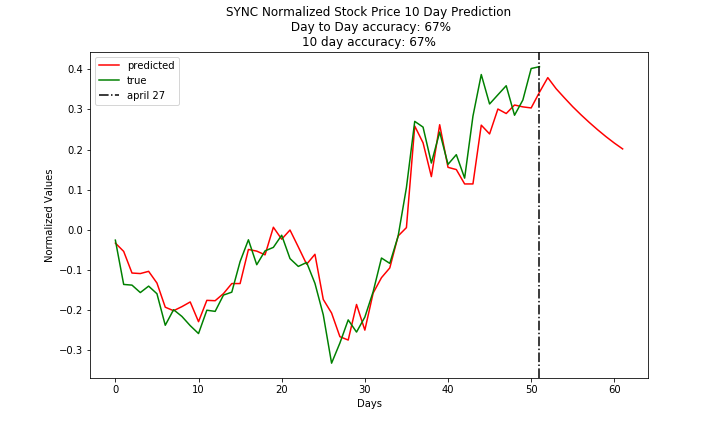 SYNC Normalized Stock Price 10 Day Prediction
Day to Day accuracy: 67%
10 day accuracy: 67%
predicted
true
april 27
Normalized Values
0.4
0.3
0.2
0.1
0.0
−0.1
−0.2
−0.3
0 10 20 30 40 50 60
Days